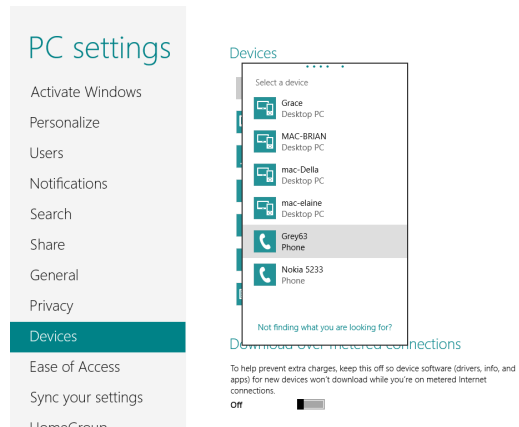 PC settings
Activate Windows
Personalize
Users
Notifications
Search
Share
General
Privacy
Devices
Ease of Access
Sync your settings
HomeGroup
Devices
Select a device
Grace
Desktop PC
MAC-BRIAN
Desktop PC
mac-Della
Desktop PC
mac-elaine
Desktop PC
Grey63
Phone
Nokia 5233
Phone
Not finding what you are looking for?
Download over metered connections
To help prevent extra charges, keep this off so device software (drivers, info, and
apps) for new devices won't download while you're on metered Internet
connections.
Off